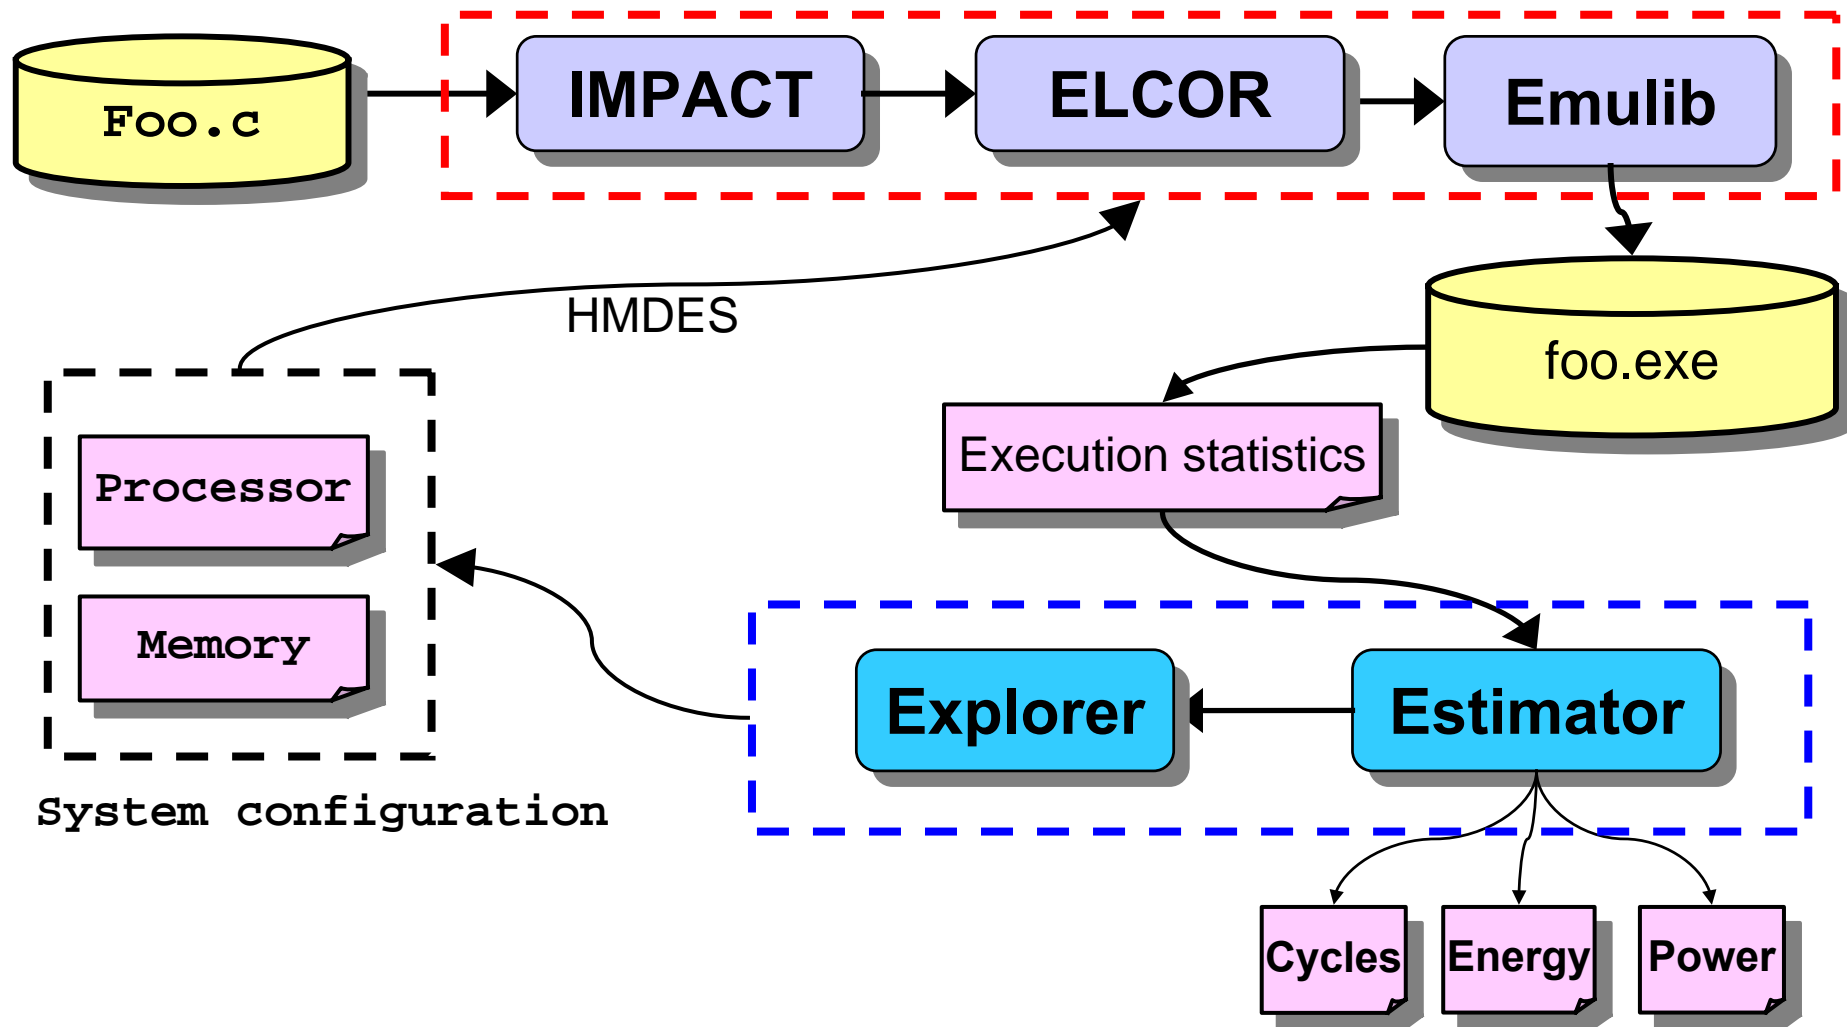 Foo.c
IMPACT
ELCOR
Emulib
HMDES
foo.exe
Execution statistics
Processor
Memory
System configuration
Explorer
Estimator
Cycles
Energy
Power